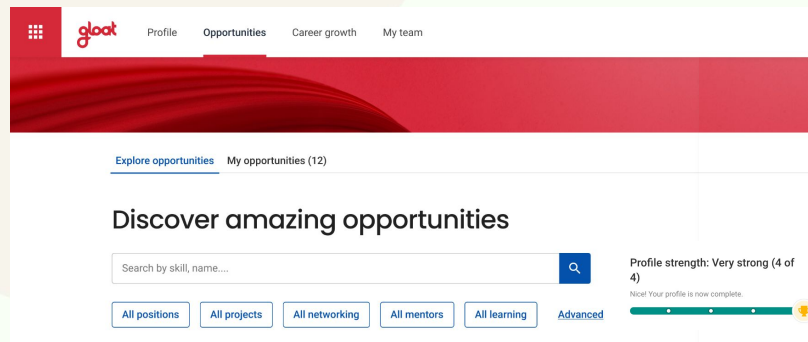 gloat
Profile
Opportunities
Career growth
My team
Explore opportunities
My opportunities (12)
Discover amazing opportunities
Search by skill, name....
All positions
All projects
All networking
All mentors
All learning
Advanced
Profile strength: Very strong (4 of
4)
Nice! Your profile is now complete.